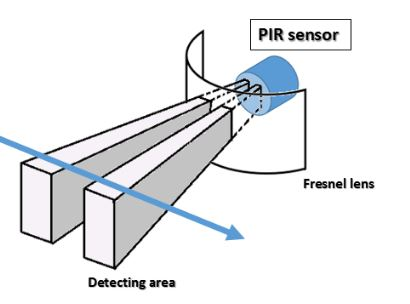 PIR sensor
Fresnel lens
Detecting area